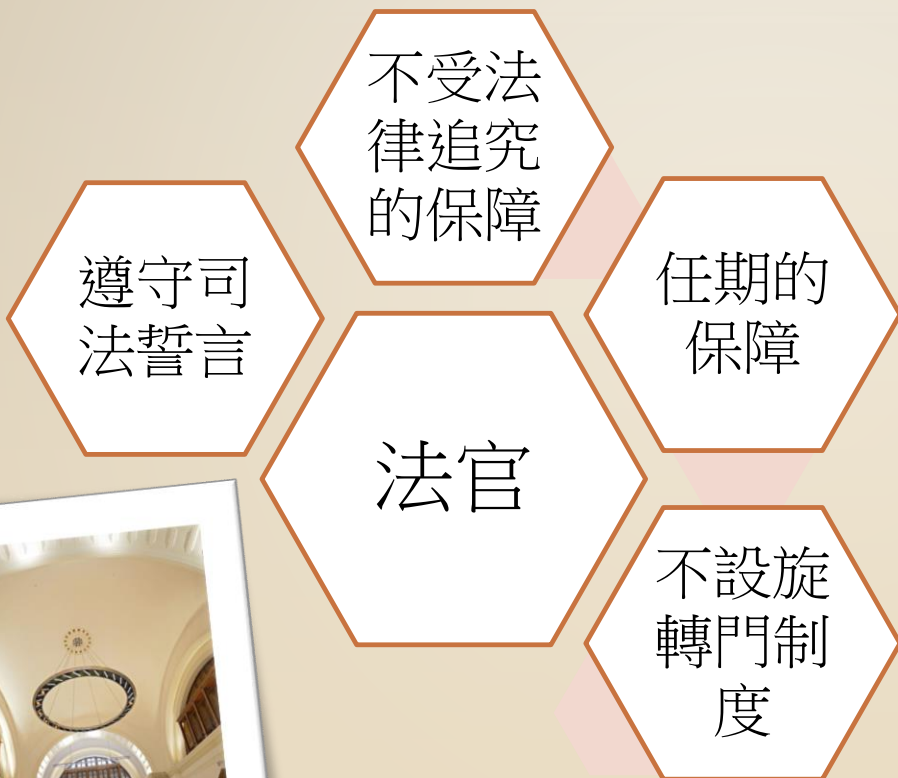 不受法
律追究
的保障
遵守司
法誓言
任期的
保障
法官
不設旋
轉門制
度